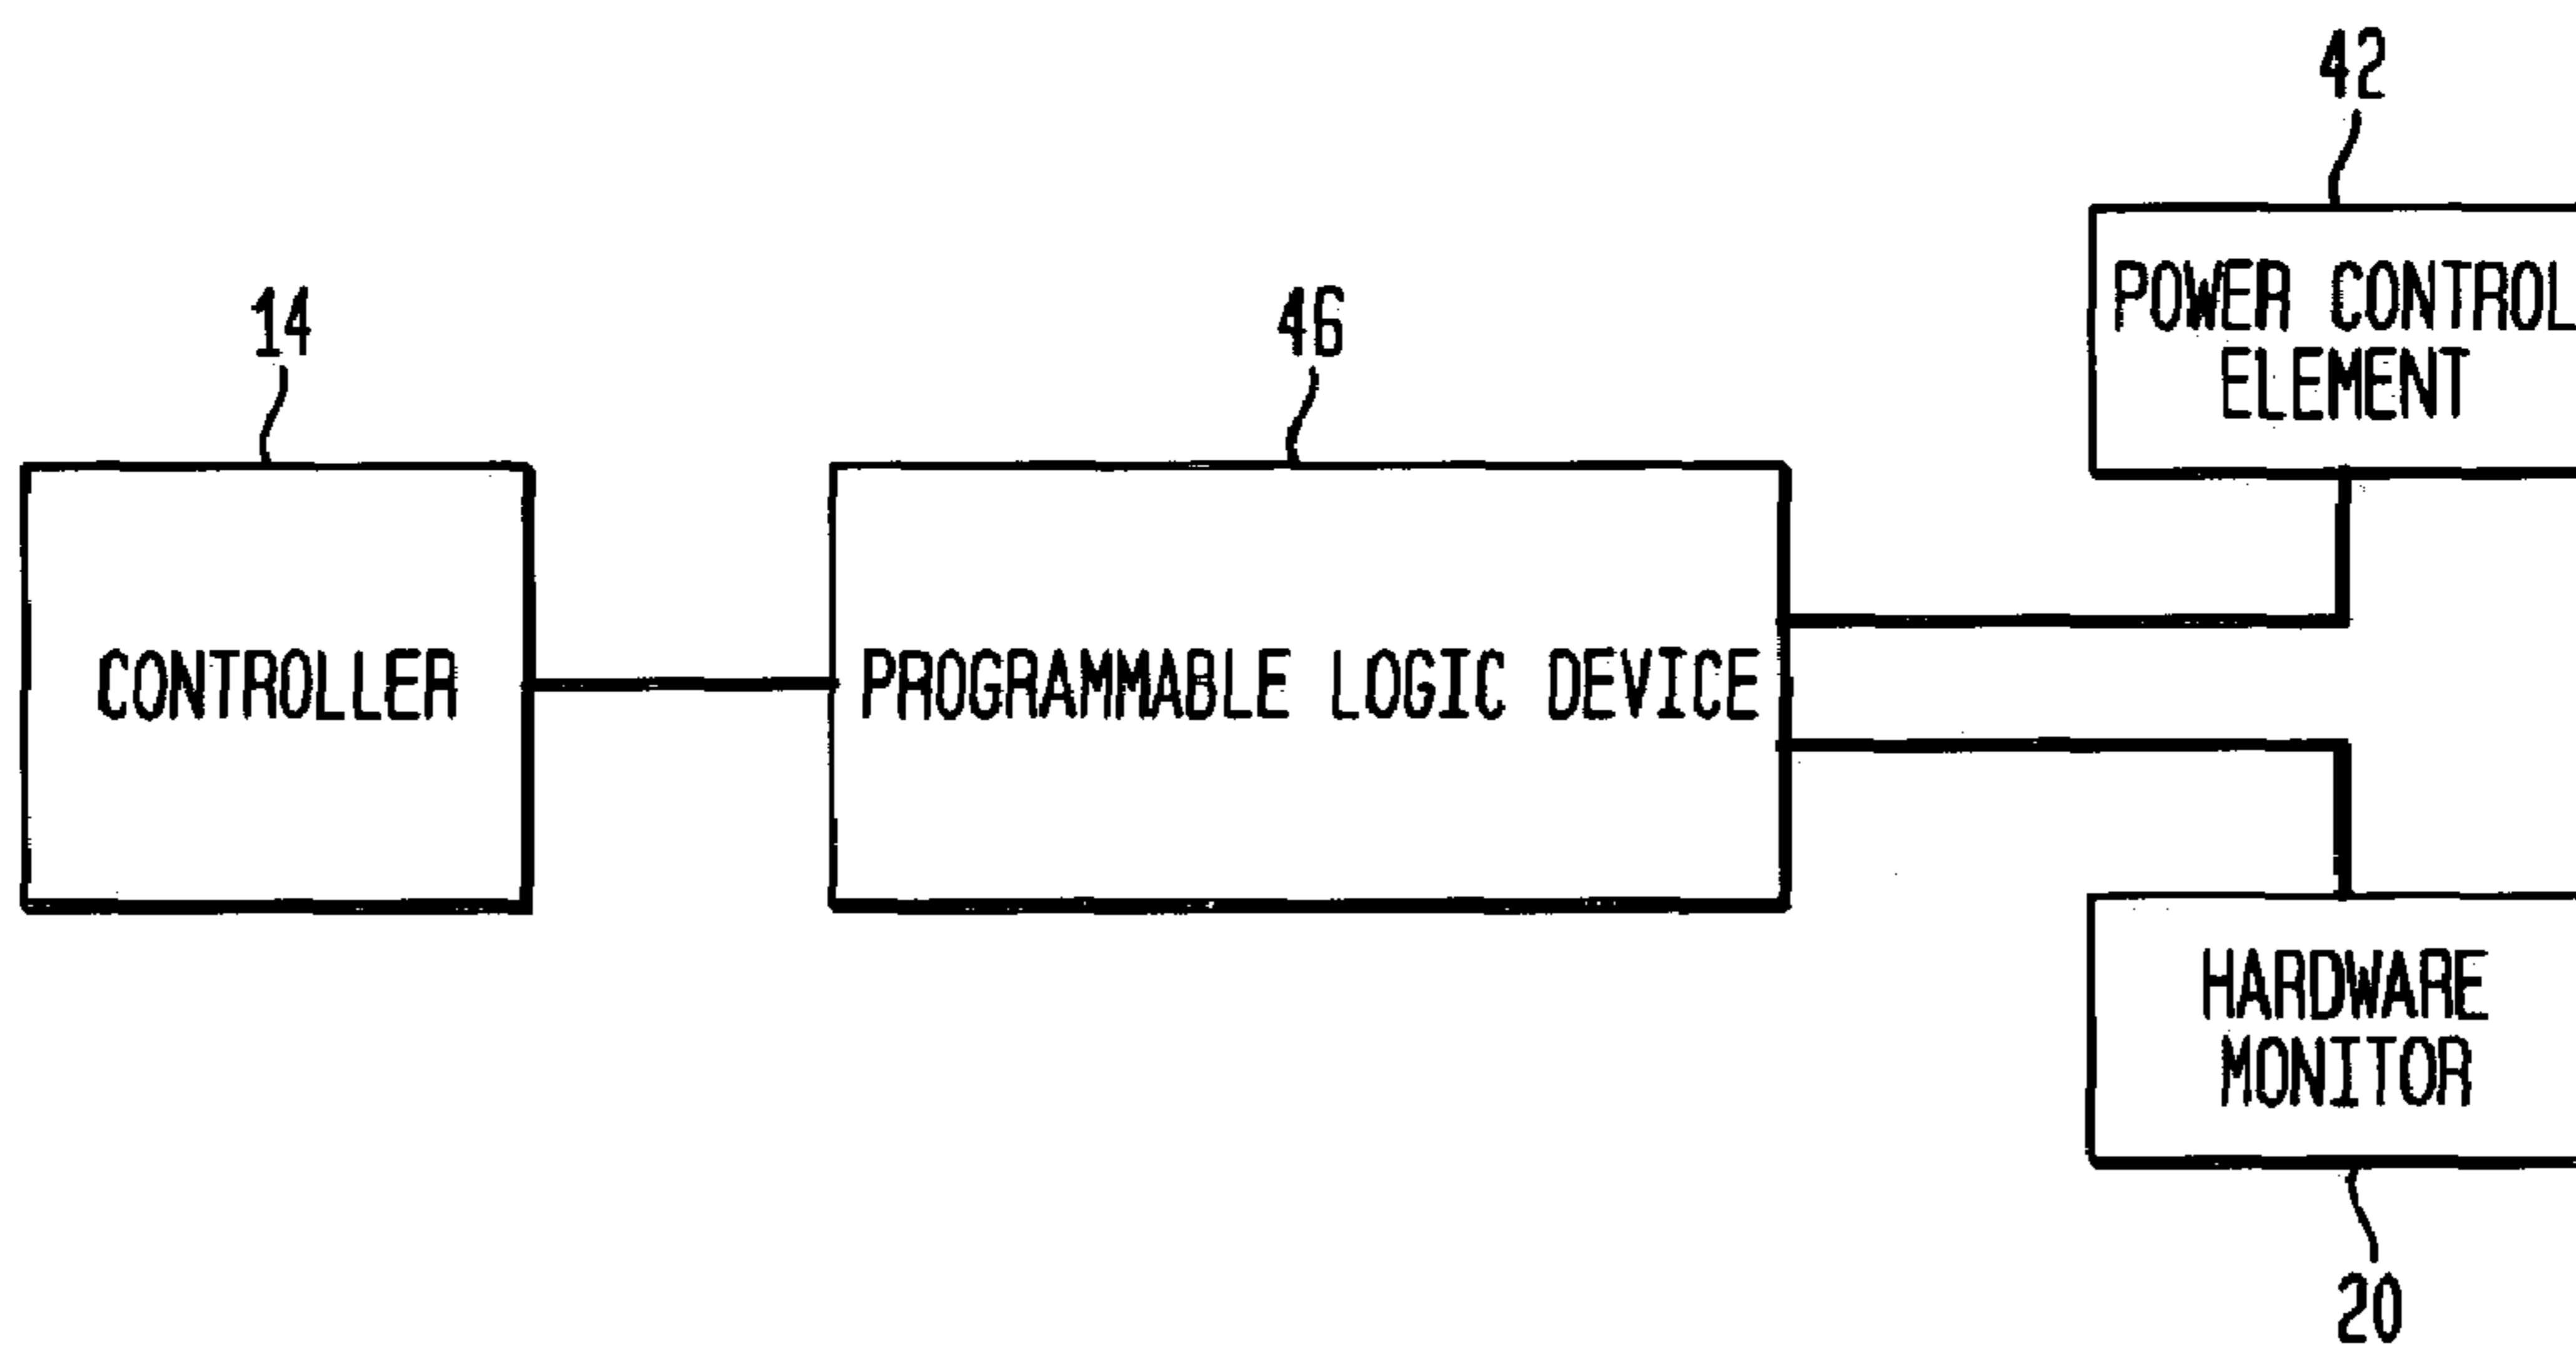 42
POWER CONTROL
ELEMENT
14
46
CONTROLLER
PROGRAMMABLE LOGIC DEVICE
HARDWARE
MONITOR
20